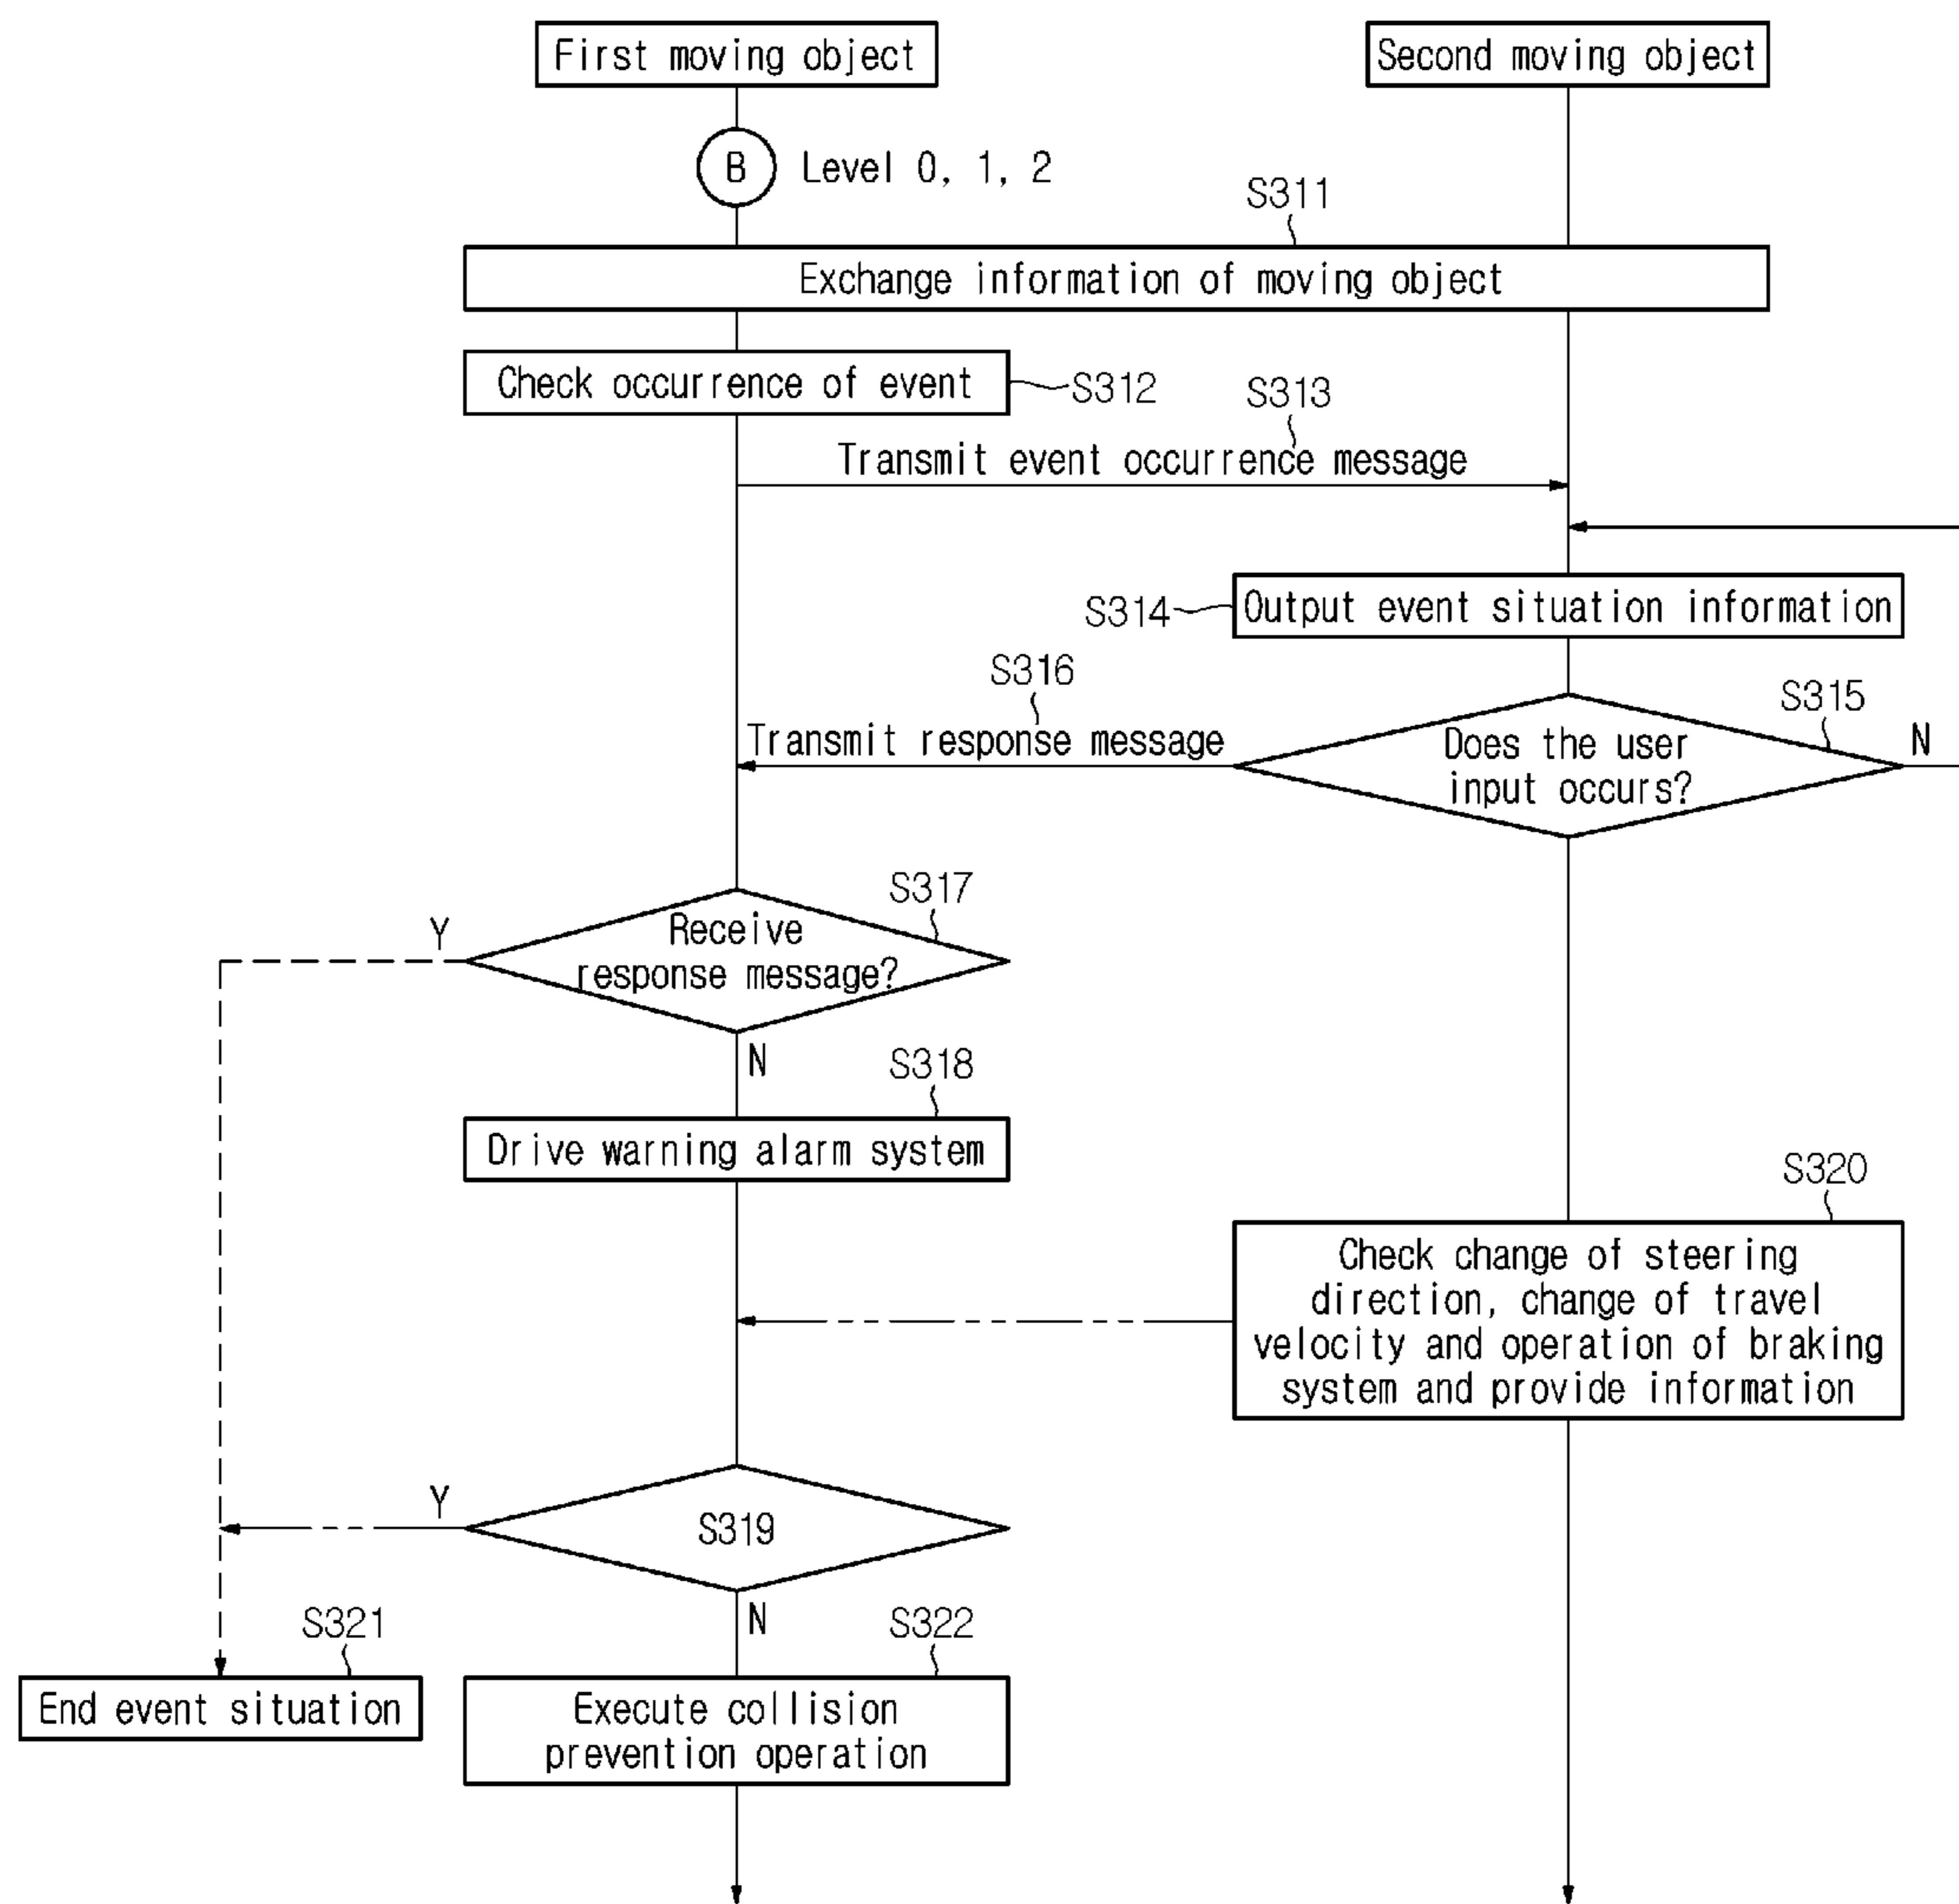 First moving object
Second moving object
B
Level 0, 1, 2
S311
Exchange information of moving object
Check occurrence of event
S312
S313
Transmit event occurrence message
S314
Output event situation information
S316
Transmit response message
S315
Does the user
input occurs?
N
S317
Receive
response message?
Y
N
S318
Drive warning alarm system
S320
Check change of steering
direction, change of travel
velocity and operation of braking
system and provide information
Y
S319
N
S321
End event situation
S322
Execute collision
prevention operation